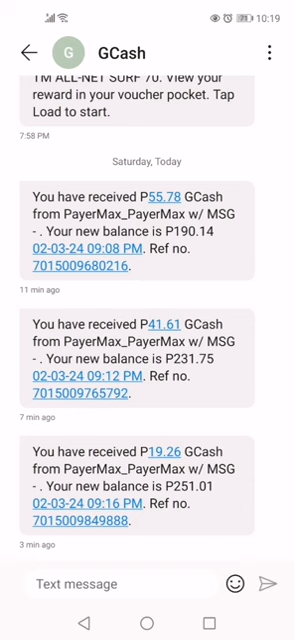 71 10:19
G GCash
I'M ALL-NET SURF 70. View your
reward in your voucher pocket. Tap
Load to start.
7:58 PM
Saturday, Today
You have received P55.78 GCash
from PayerMax_PayerMax w/ MSG
- . Your new balance is P190.14
02-03-24 09:08 PM. Ref no.
7015009680216.
11 min ago
You have received P41.61 GCash
from PayerMax_PayerMax w/ MSG
- . Your new balance is P231.75
02-03-24 09:12 PM. Ref no.
7015009765792.
7 min ago
You have received P19.26 GCash
from PayerMax_PayerMax w/ MSG
- . Your new balance is P251.01
02-03-24 09:16 PM. Ref no.
7015009849888.
3 min ago
Text message